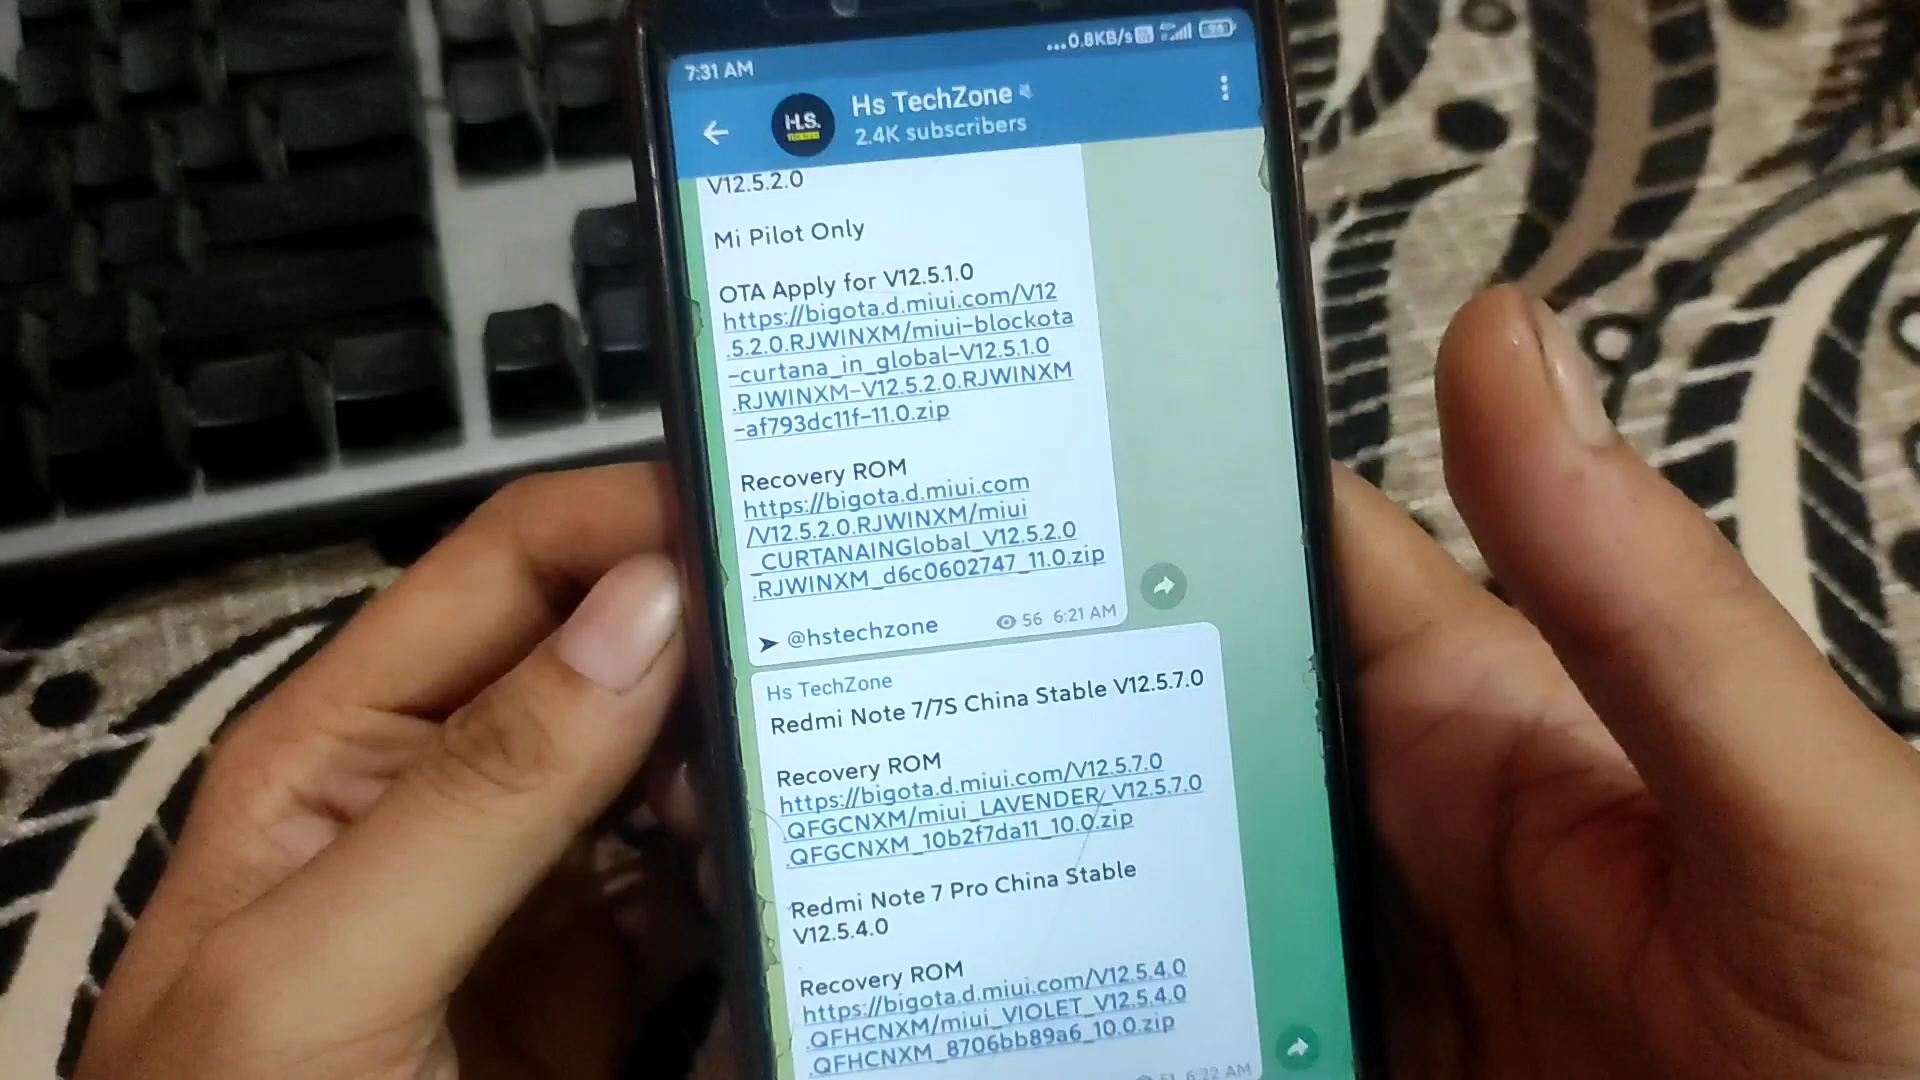 7:31 AM
...0.8KB/s
Hs TechZone
2.4K subscribers
H.S.
V12.5.2.0
Mi Pilot Only
OTA Apply for V12.5.1.0
https://bigota.d.miui.com/V12
.5.2.0.RJWINXM/miui-blockota
-curtana_in_global-V12.5.1.0
.RJWINXM-V12.5.2.0.RJWINXM
-af793dc11f-11.0.zip
Recovery ROM
https://bigota.d.miui.com
/V12.5.2.0.RJWINXM/miui
_CURTANAINGlobal_V12.5.2.0
.RJWINXM_d6c0602747_11.0.zip
➤ @hstechzone
56 6:21 AM
Hs TechZone
Redmi Note 7/7S China Stable V12.5.7.0
Recovery ROM
https://bigota.d.miui.com/V12.5.7.0
.QFGCNXM/miui_LAVENDER_V12.5.7.0
.QFGCNXM_10b2f7da11_10.0.zip
Redmi Note 7 Pro China Stable
V12.5.4.0
Recovery ROM
https://bigota.d.miui.com/V12.5.4.0
.QFHCNXM/miui_VIOLET_V12.5.4.0
.QFHCNXM_8706bb89a6_10.0.zip
51 6:22 AM